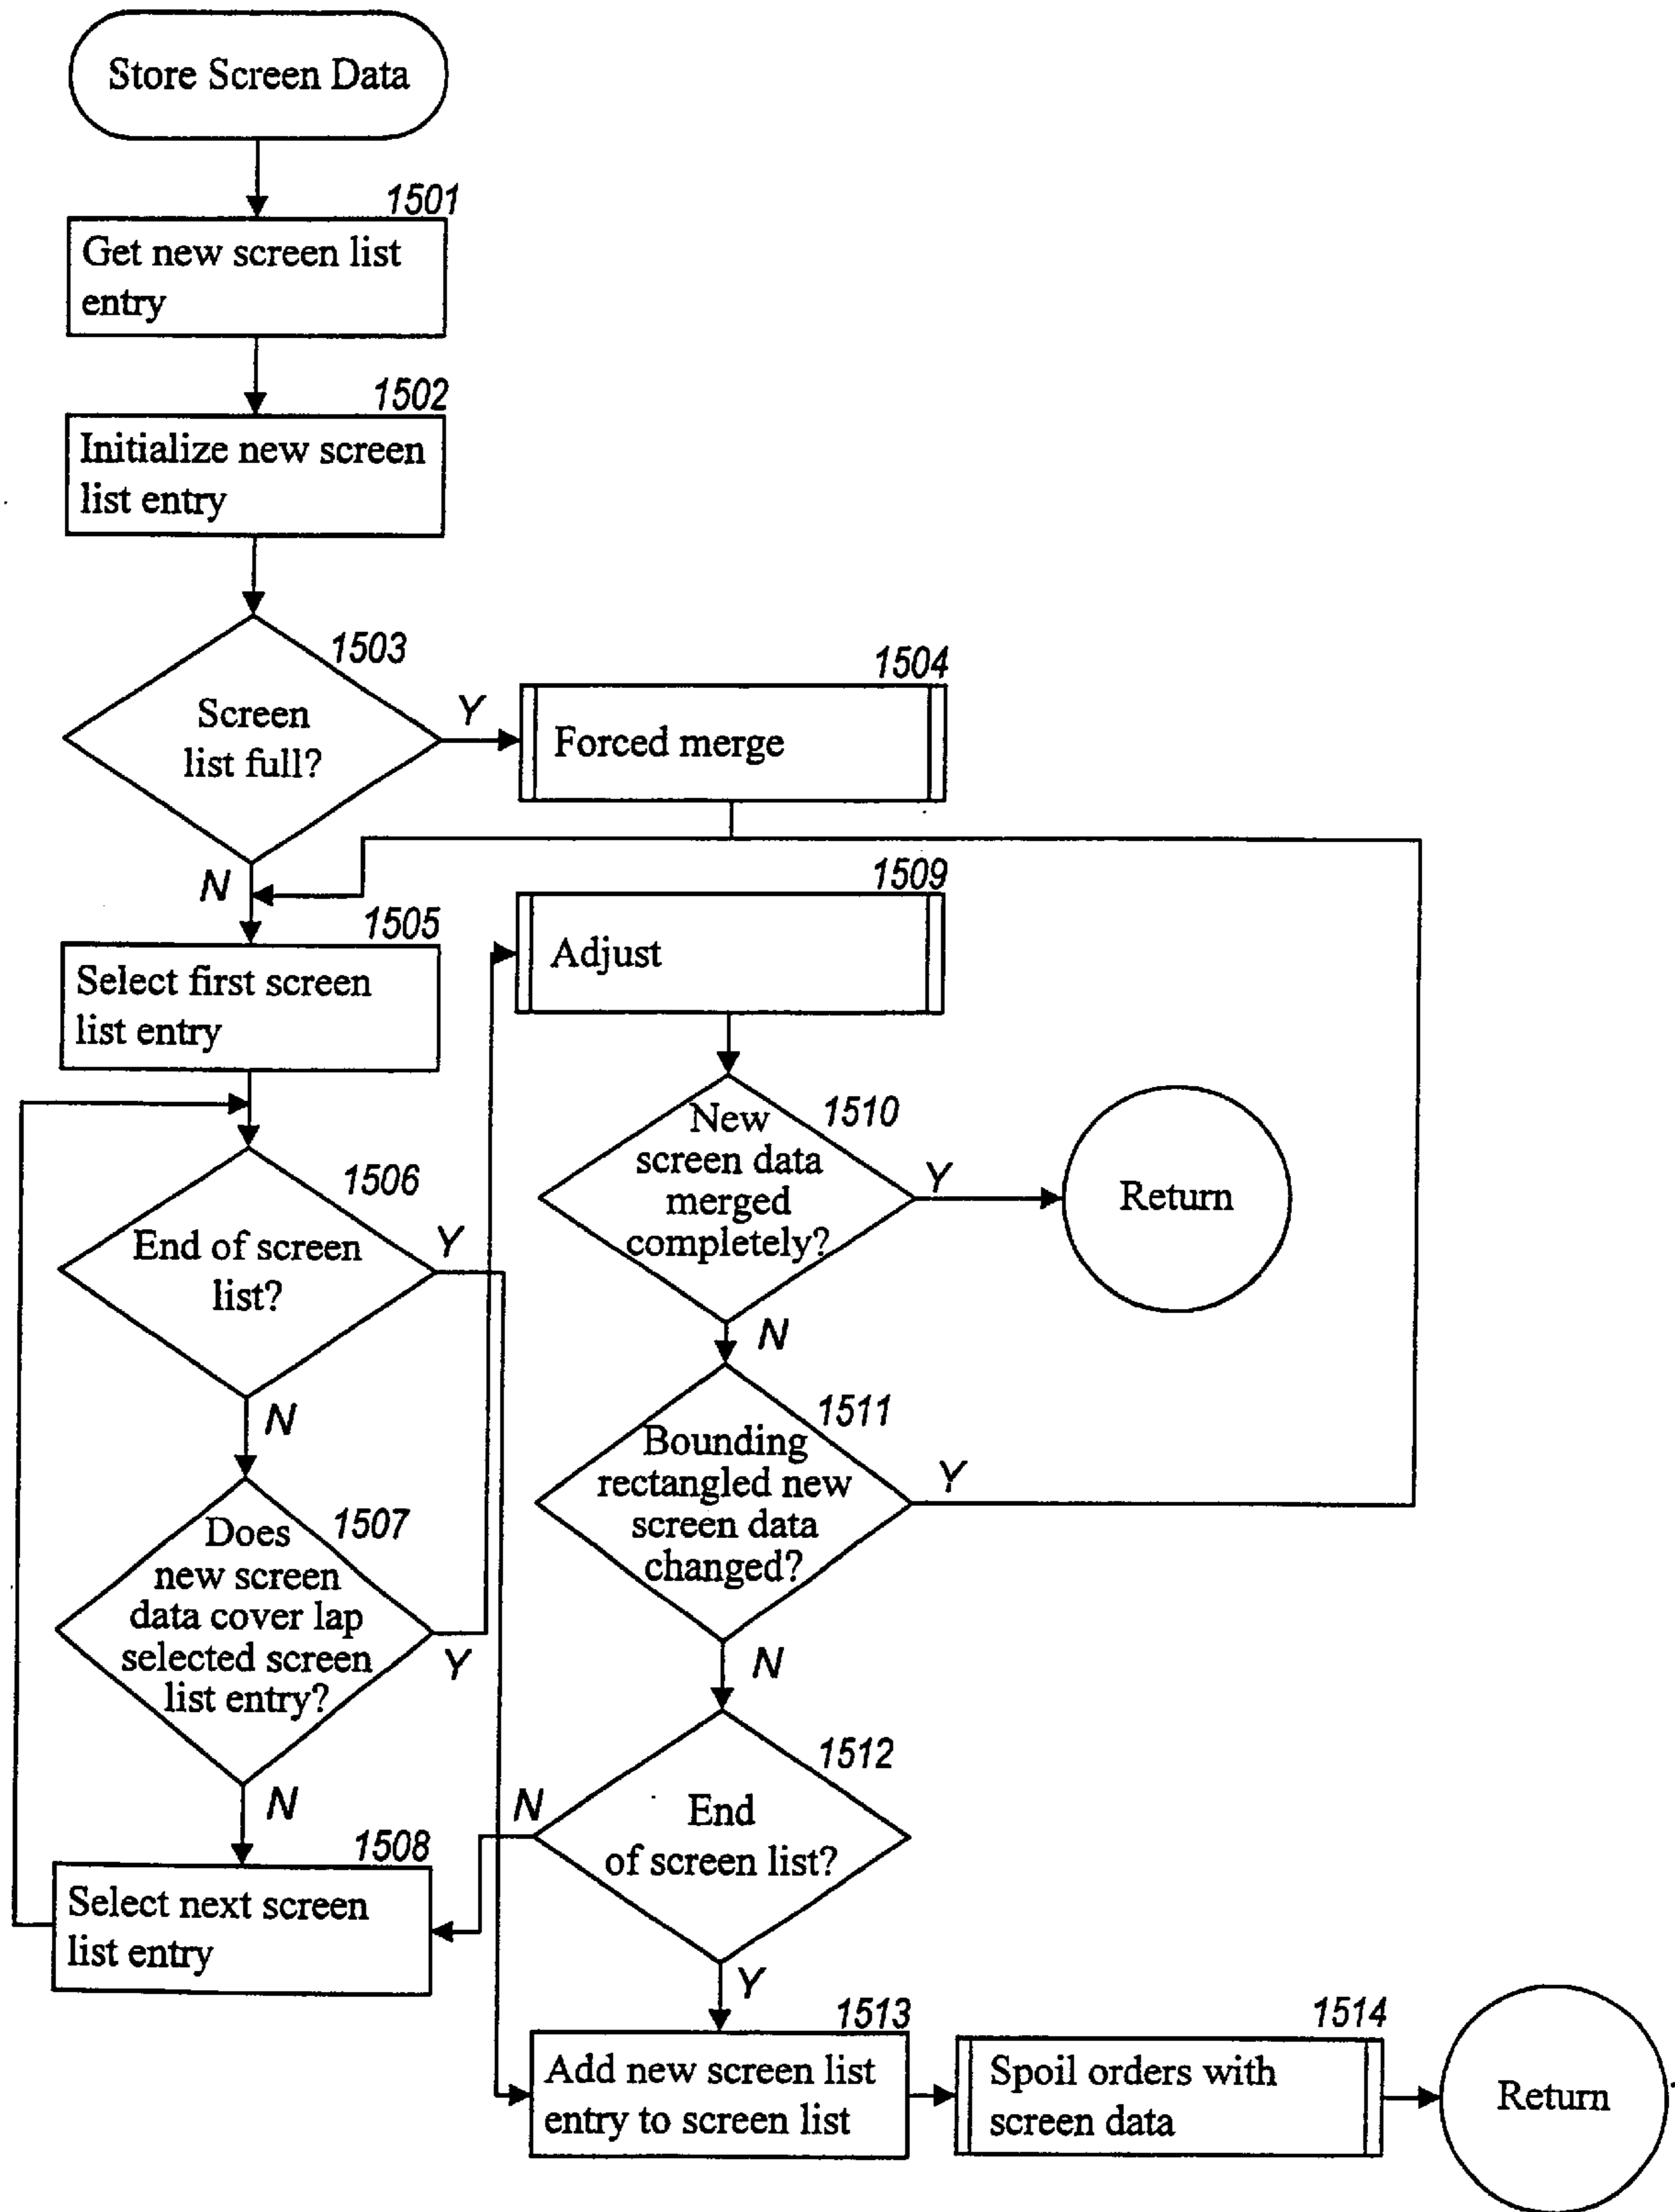 Store Screen Data
1501
Get new screen list
entry
1502
Initialize new screen
list entry
1503
Screen
list full?
Y
N
1504
Forced merge
1505
Select first screen
list entry
1506
End of screen
list?
Y
N
1507
Does
new screen
data cover lap
selected screen
list entry?
Y
N
1508
Select next screen
list entry
1509
Adjust
1510
New
screen data
merged
completely?
Y
N
Return
1511
Bounding
rectangled new
screen data
changed?
Y
N
1512
End
of screen list?
N
Y
1513
Add new screen list
entry to screen list
1514
Spoil orders with
screen data
Return